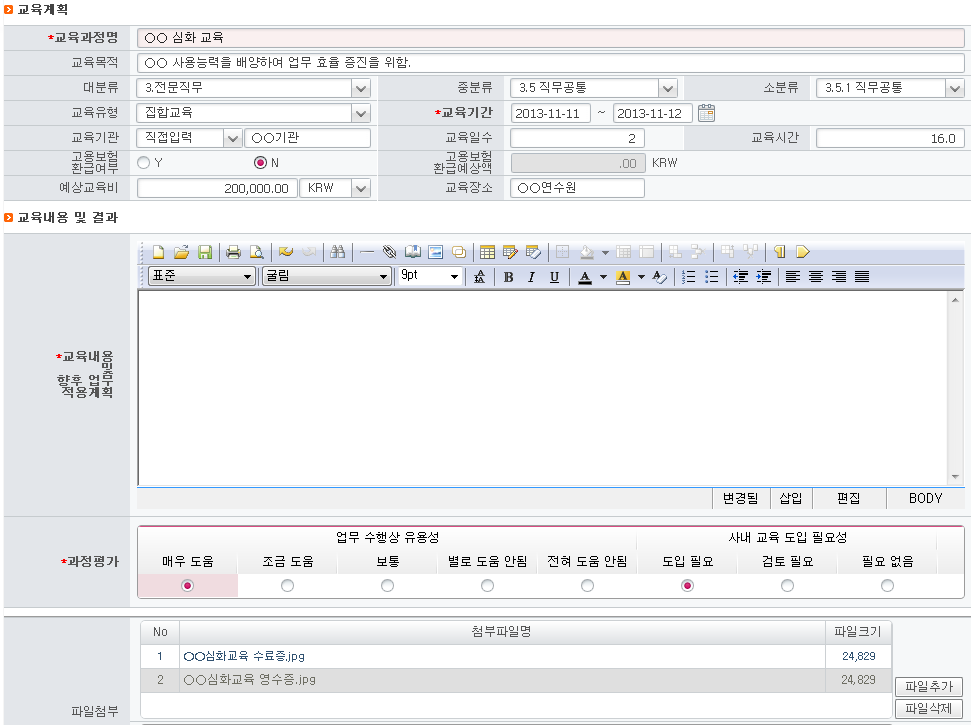 교육계획
*교육과정명 ○○ 심화 교육
교육목적 ○○ 사용능력을 배양하여 업무 효율 증진을 위함.
대분류 3.전문직무 중분류 3.5 직무공통 소분류 3.5.1 직무공통
교육유형 집합교육 *교육기간 2013-11-11 ~ 2013-11-12
교육기관 직접입력 ○○기관 교육일수 2 교육시간 16.0
고용보험
환급여부 Y N 고용보험
환급예상액 .00 KRW
예상교육비 200,000.00 KRW 교육장소 ○○연수원
교육내용 및 결과
표준 굴림 9pt 가 B I U A A
*교육내용
및
향후 업무
적용계획
변경됨 삽입 편집 BODY
업무 수행상 유용성 사내 교육 도입 필요성
*과정평가 매우 도움 조금 도움 보통 별로 도움 안됨 전혀 도움 안됨 도입 필요 검토 필요 필요 없음
No 첨부파일명 파일크기
1 ○○심화교육 수료증.jpg 24,829
2 ○○심화교육 영수증.jpg 24,829
파일추가
파일첨부 파일삭제